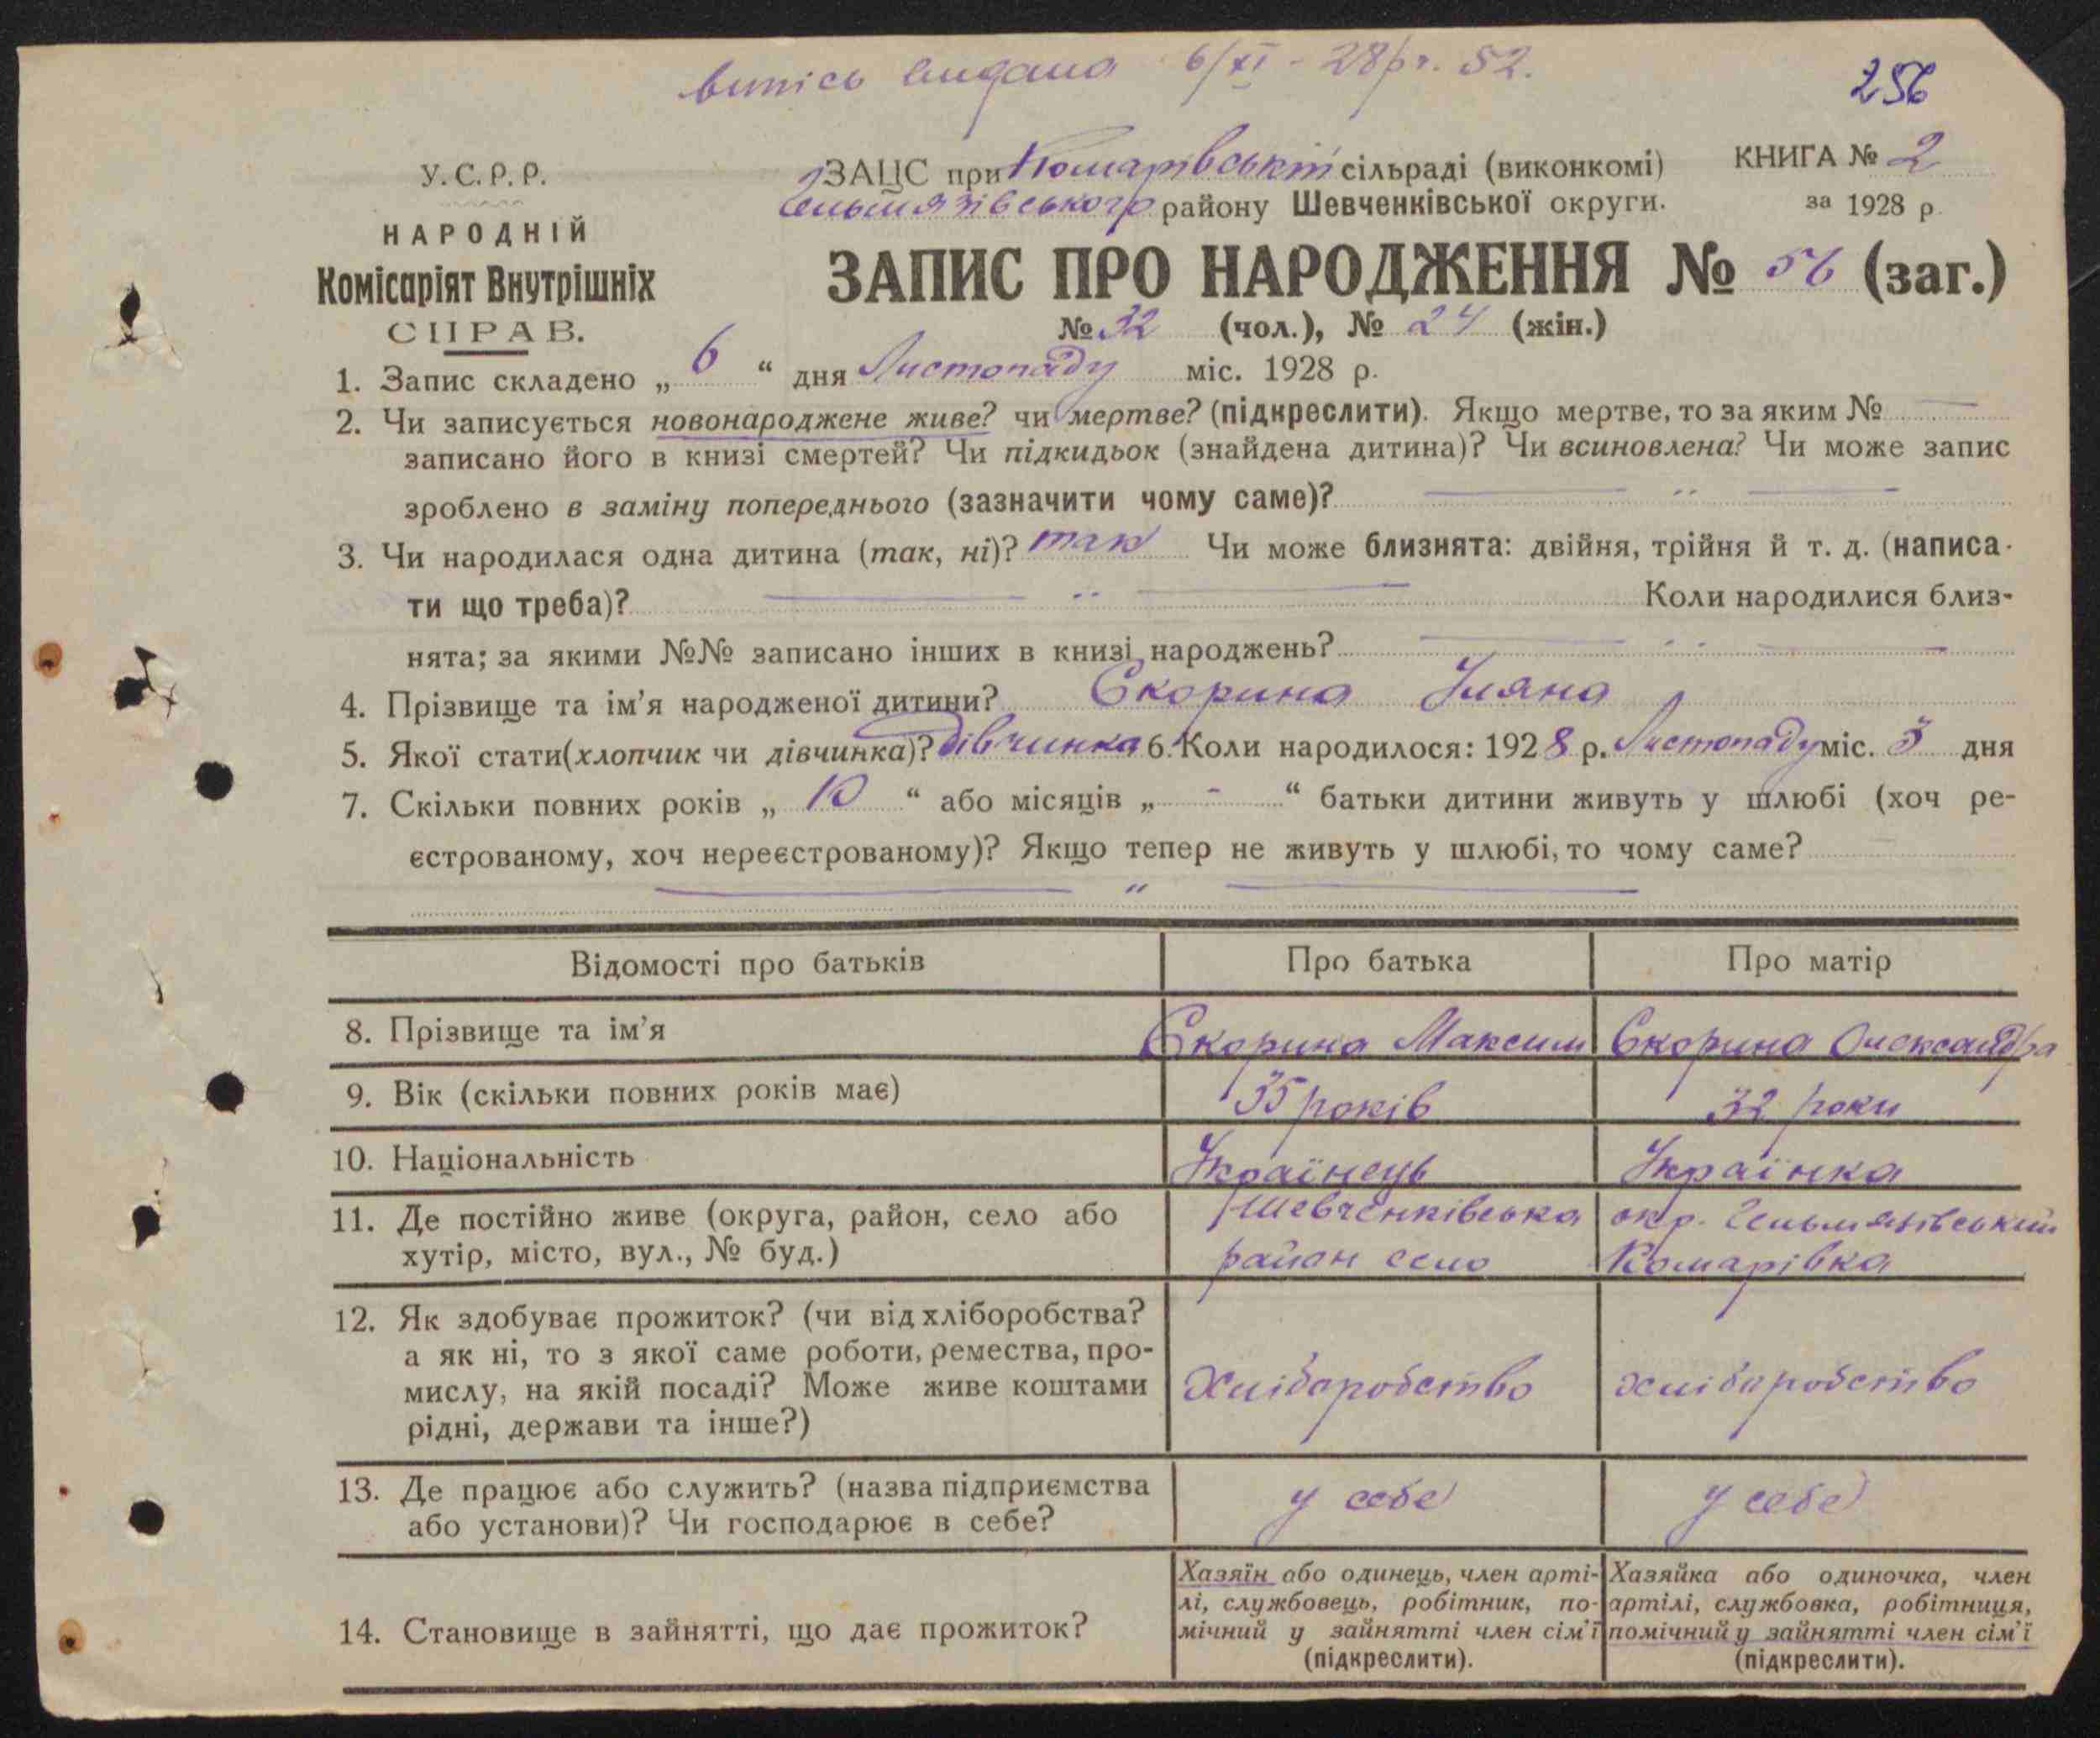 випісь видана 6/XI - 28 р. 52.
256
У.С.Р.Р.
НАРОДНІЙ
Комісаріят Внутрішніх
СПРАВ.
ЗАЦС при Комарівській сільраді (виконкомі)
Гельмязівського району Шевченківської округи.
КНИГА № 2
за 1928 р.
ЗАПИС ПРО НАРОДЖЕННЯ № 56 (заг.)
№ 32 (чол.), № 24 (жін.)
1. Запис складено „ 6 “ дня Листопаду міс. 1928 р.
2. Чи записується новонароджене живе? чи мертве? (підкреслити). Якщо мертве, то за яким № —
записано його в книзі смертей? Чи підкидьок (знайдена дитина)? Чи всиновлена? Чи може запис
зроблено в заміну попереднього (зазначити чому саме)? — „ —
3. Чи народилася одна дитина (так, ні)? так Чи може близнята: двійня, трійня й т. д. (написа-
ти що треба)? — „ — Коли народилися близ-
нята; за якими №№ записано інших в книзі народжень? — „ —
4. Прізвище та ім’я народженої дитини? Скорина Уляна
5. Якої стати (хлопчик чи дівчинка)? Дівчинка 6. Коли народилося: 1928 р. Листопаду міс. 5 дня
7. Скільки повних років „ 10 “ або місяців „ - “ батьки дитини живуть у шлюбі (хоч ре-
єстрованому, хоч нереєстрованому)? Якщо тепер не живуть у шлюбі, то чому саме?
— „ —
Відомості про батьків Про батька Про матір
8. Прізвище та ім’я Скорина Максим Скорина Олександра
9. Вік (скільки повних років має) 35 років 32 роки
10. Національність Українець Українка
11. Де постійно живе (округа, район, село або Шевченківська окр. Гельмязівський
хутір, місто, вул., № буд.) район село Комарівка
12. Як здобуває прожиток? (чи від хліборобства?
а як ні, то з якої саме роботи, ремества, про-
мислу, на якій посаді? Може живе коштами Хліборобство хліборобство
рідні, держави та інше?)
13. Де працює або служить? (назва підприємства у себе у себе
або установи)? Чи господарює в себе?
14. Становище в зайнятті, що дає прожиток?
Хазяїн або одинець, член арті-
лі, службовець, робітник, по-
мічний у зайнятті член сім’ї
(підкреслити).
Хазяйка або одиночка, член
артілі, службовка, робітниця,
помічний у зайнятті член сім’ї
(підкреслити).